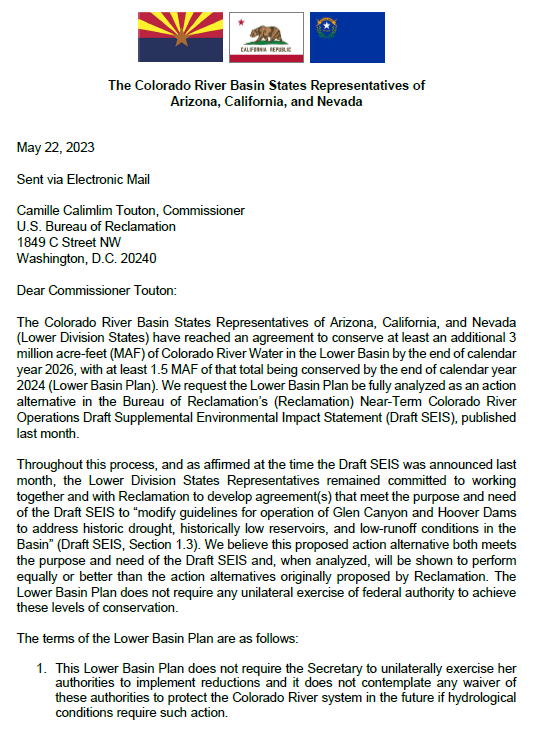 CALIFORNIA REPUBLIC
The Colorado River Basin States Representatives of
Arizona, California, and Nevada
May 22, 2023
Sent via Electronic Mail
Camille Calimlim Touton, Commissioner
U.S. Bureau of Reclamation
1849 C Street NW
Washington, D.C. 20240
Dear Commissioner Touton:
The Colorado River Basin States Representatives of Arizona, California, and Nevada
(Lower Division States) have reached an agreement to conserve at least an additional 3
million acre-feet (MAF) of Colorado River Water in the Lower Basin by the end of calendar
year 2026, with at least 1.5 MAF of that total being conserved by the end of calendar year
2024 (Lower Basin Plan). We request the Lower Basin Plan be fully analyzed as an action
alternative in the Bureau of Reclamation's (Reclamation) Near-Term Colorado River
Operations Draft Supplemental Environmental Impact Statement (Draft SEIS), published
last month.
Throughout this process, and as affirmed at the time the Draft SEIS was announced last
month, the Lower Division States Representatives remained committed to working
together and with Reclamation to develop agreement(s) that meet the purpose and need
of the Draft SEIS to “modify guidelines for operation of Glen Canyon and Hoover Dams
to address historic drought, historically low reservoirs, and low-runoff conditions in the
Basin” (Draft SEIS, Section 1.3). We believe this proposed action alternative both meets
the purpose and need of the Draft SEIS and, when analyzed, will be shown to perform
equally or better than the action alternatives originally proposed by Reclamation. The
Lower Basin Plan does not require any unilateral exercise of federal authority to achieve
these levels of conservation.
The terms of the Lower Basin Plan are as follows:
1. This Lower Basin Plan does not require the Secretary to unilaterally exercise her
authorities to implement reductions and it does not contemplate any waiver of
these authorities to protect the Colorado River system in the future if hydrological
conditions require such action.